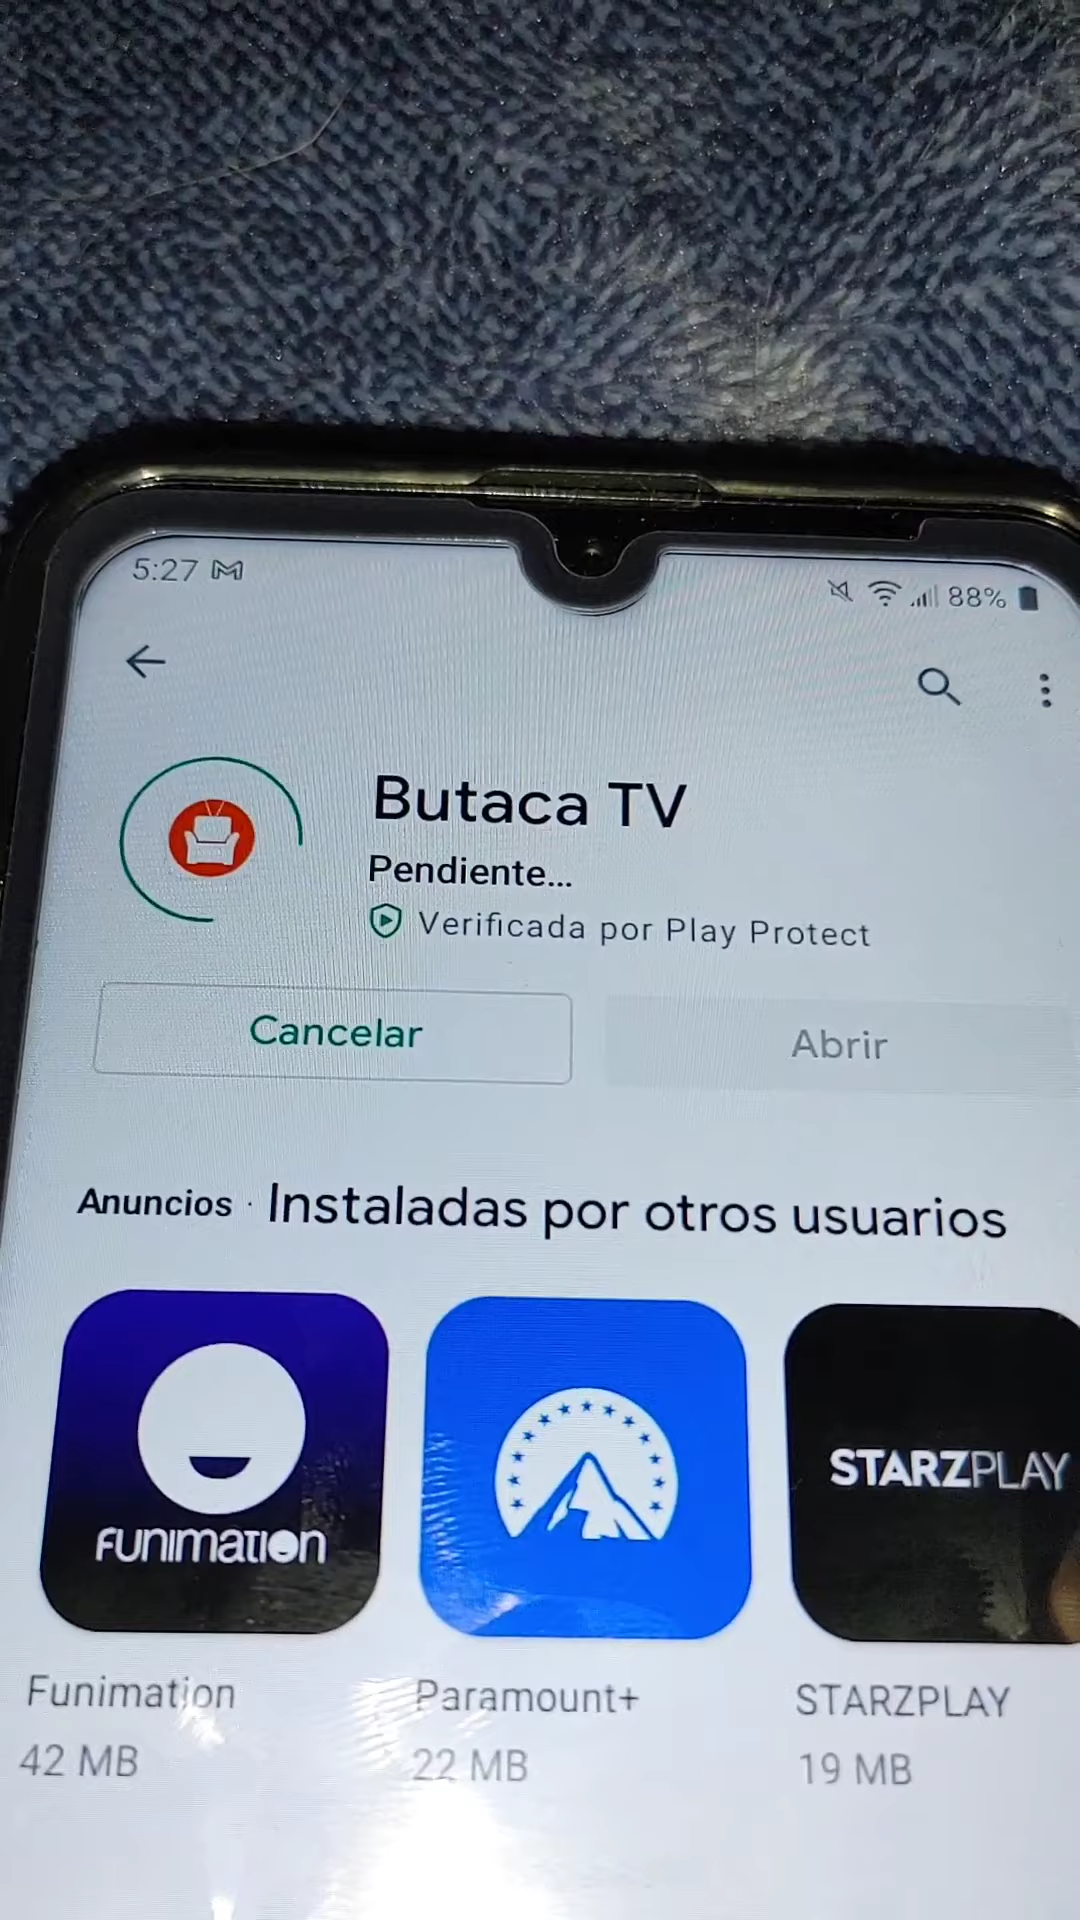 5:27
88%
Butaca TV
Pendiente...
Verificada por Play Protect
Cancelar
Abrir
Anuncios · Instaladas por otros usuarios
FUNIMATION
STARZPLAY
Funimation
Paramount+
STARZPLAY
42 MB
22 MB
19 MB